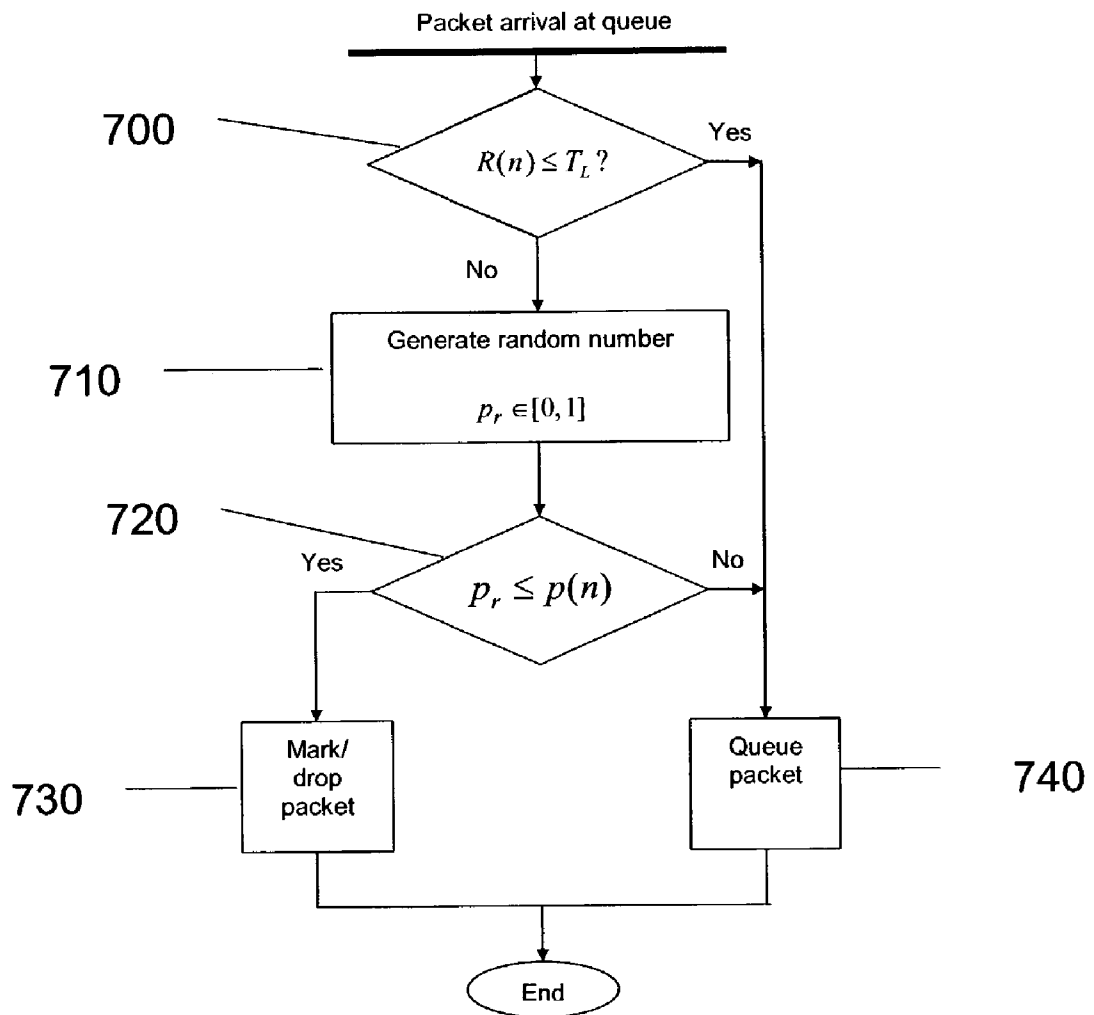 Packet arrival at queue
700
R(n) ≤ T_L ?
Yes
No
Generate random number
710
p_r ∈[0, 1]
720
Yes
p_r ≤ p(n)
No
Mark/
drop
packet
730
Queue
packet
740
End